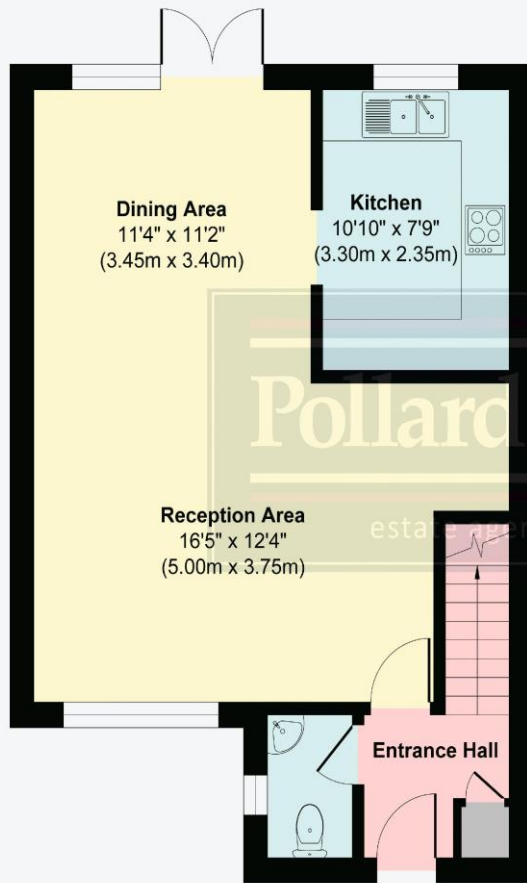 Dining Area
11'4" x 11'2"
(3.45m x 3.40m)
Kitchen
10'10" x 7'9"
(3.30m x 2.35m)
Pollard
estate agen
Reception Area
16'5" x 12'4"
(5.00m x 3.75m)
Entrance Hall